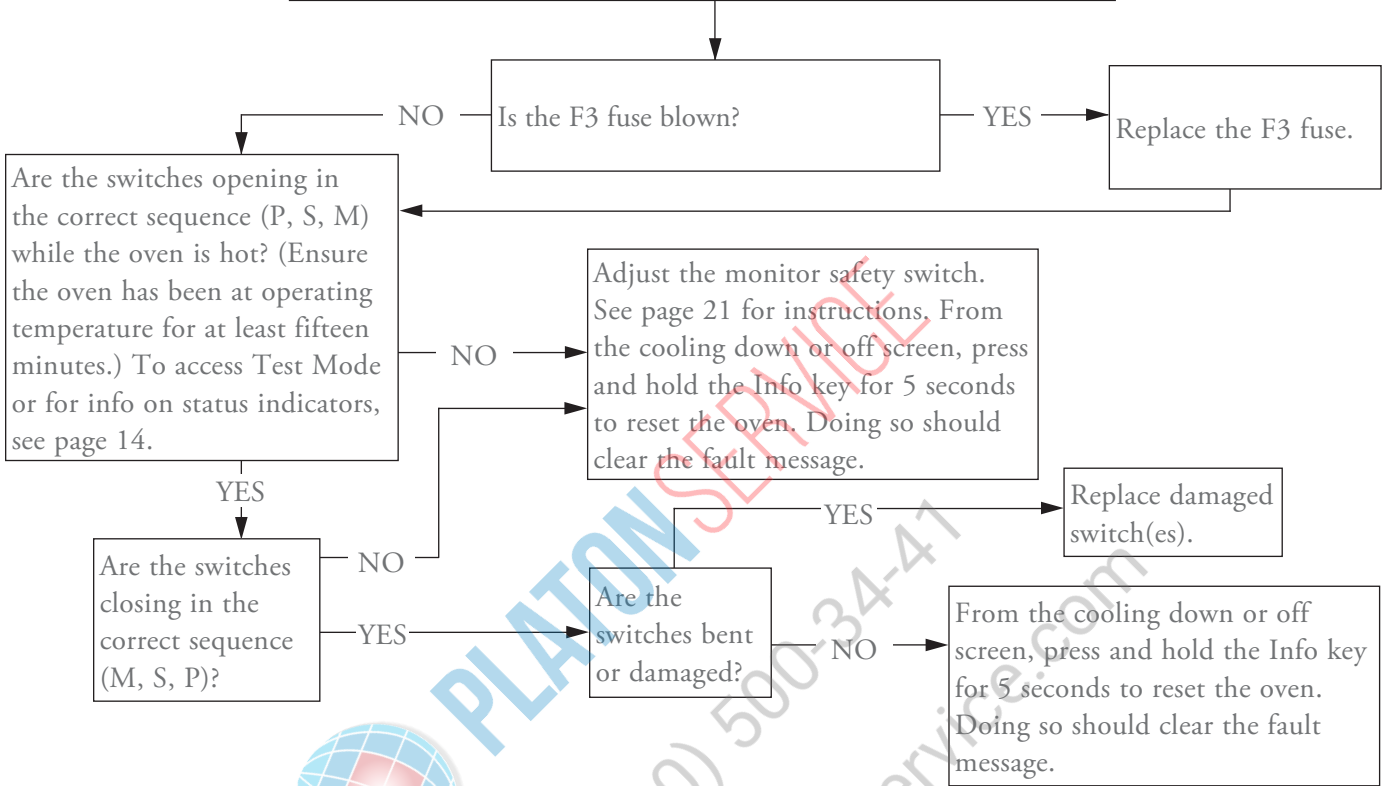 Is the F3 fuse blown?
NO
YES
Replace the F3 fuse.
Are the switches opening in
the correct sequence (P, S, M)
while the oven is hot? (Ensure
the oven has been at operating
temperature for at least fifteen
minutes.) To access Test Mode
or for info on status indicators,
see page 14.
NO
Adjust the monitor safety switch.
See page 21 for instructions. From
the cooling down or off screen, press
and hold the Info key for 5 seconds
to reset the oven. Doing so should
clear the fault message.
YES
Are the switches
closing in the
correct sequence
(M, S, P)?
NO
YES
Are the
switches bent
or damaged?
YES
Replace damaged
switch(es).
NO
From the cooling down or off
screen, press and hold the Info key
for 5 seconds to reset the oven.
Doing so should clear the fault
message.
PLATONSERVICE
0) 500-34-41
ervice.com